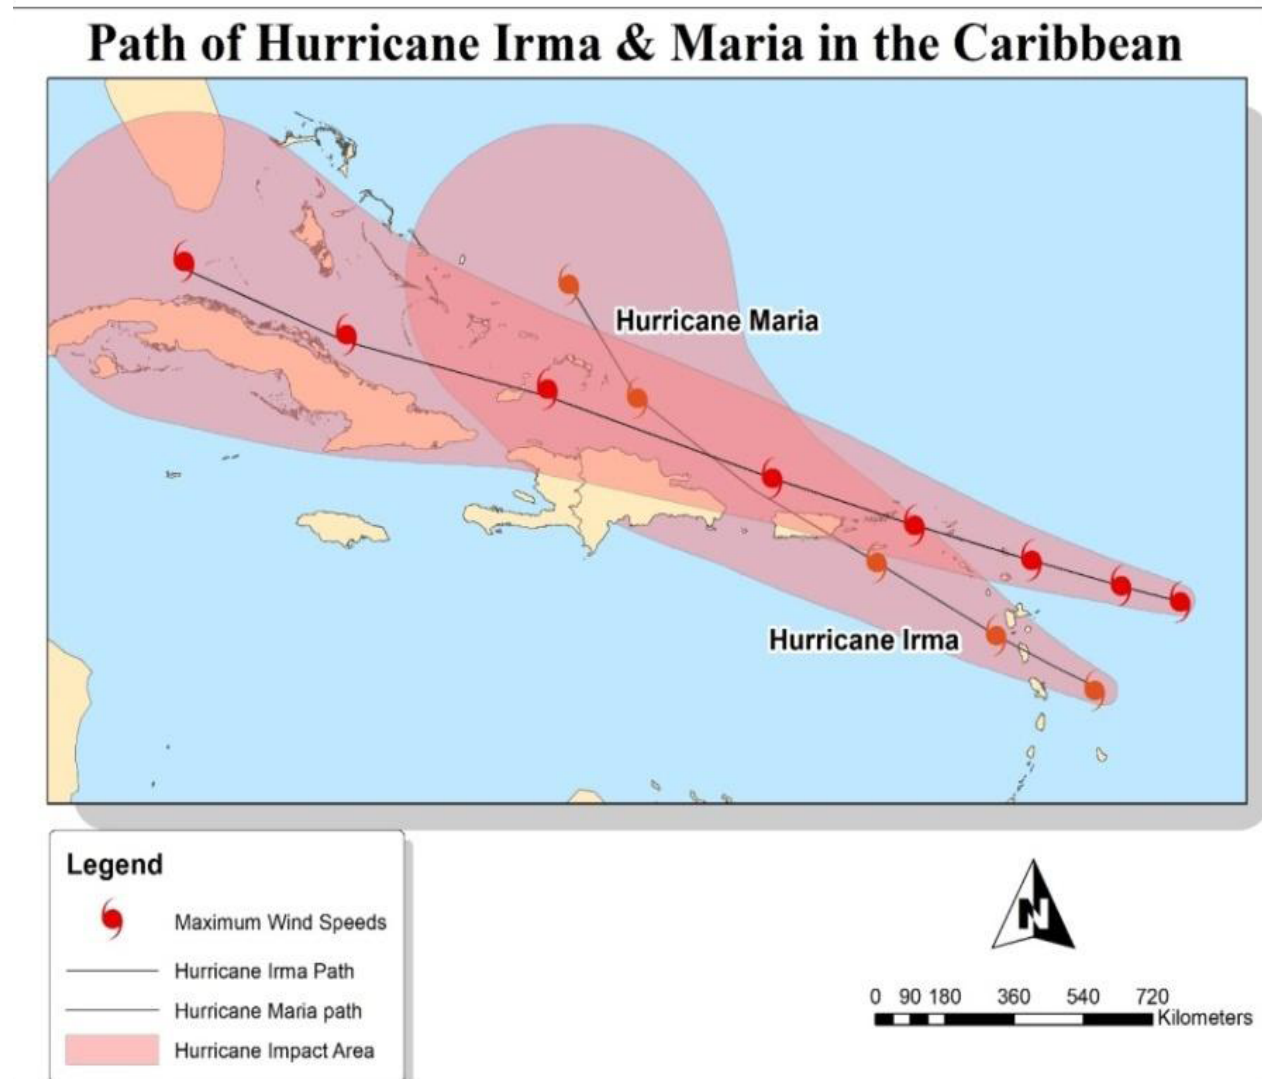 Path of Hurricane Irma & Maria in the Caribbean
Hurricane Maria
Hurricane Irma
Legend
Maximum Wind Speeds
Hurricane Irma Path
Hurricane Maria path
Hurricane Impact Area
N
0 90 180 360 540 720
Kilometers